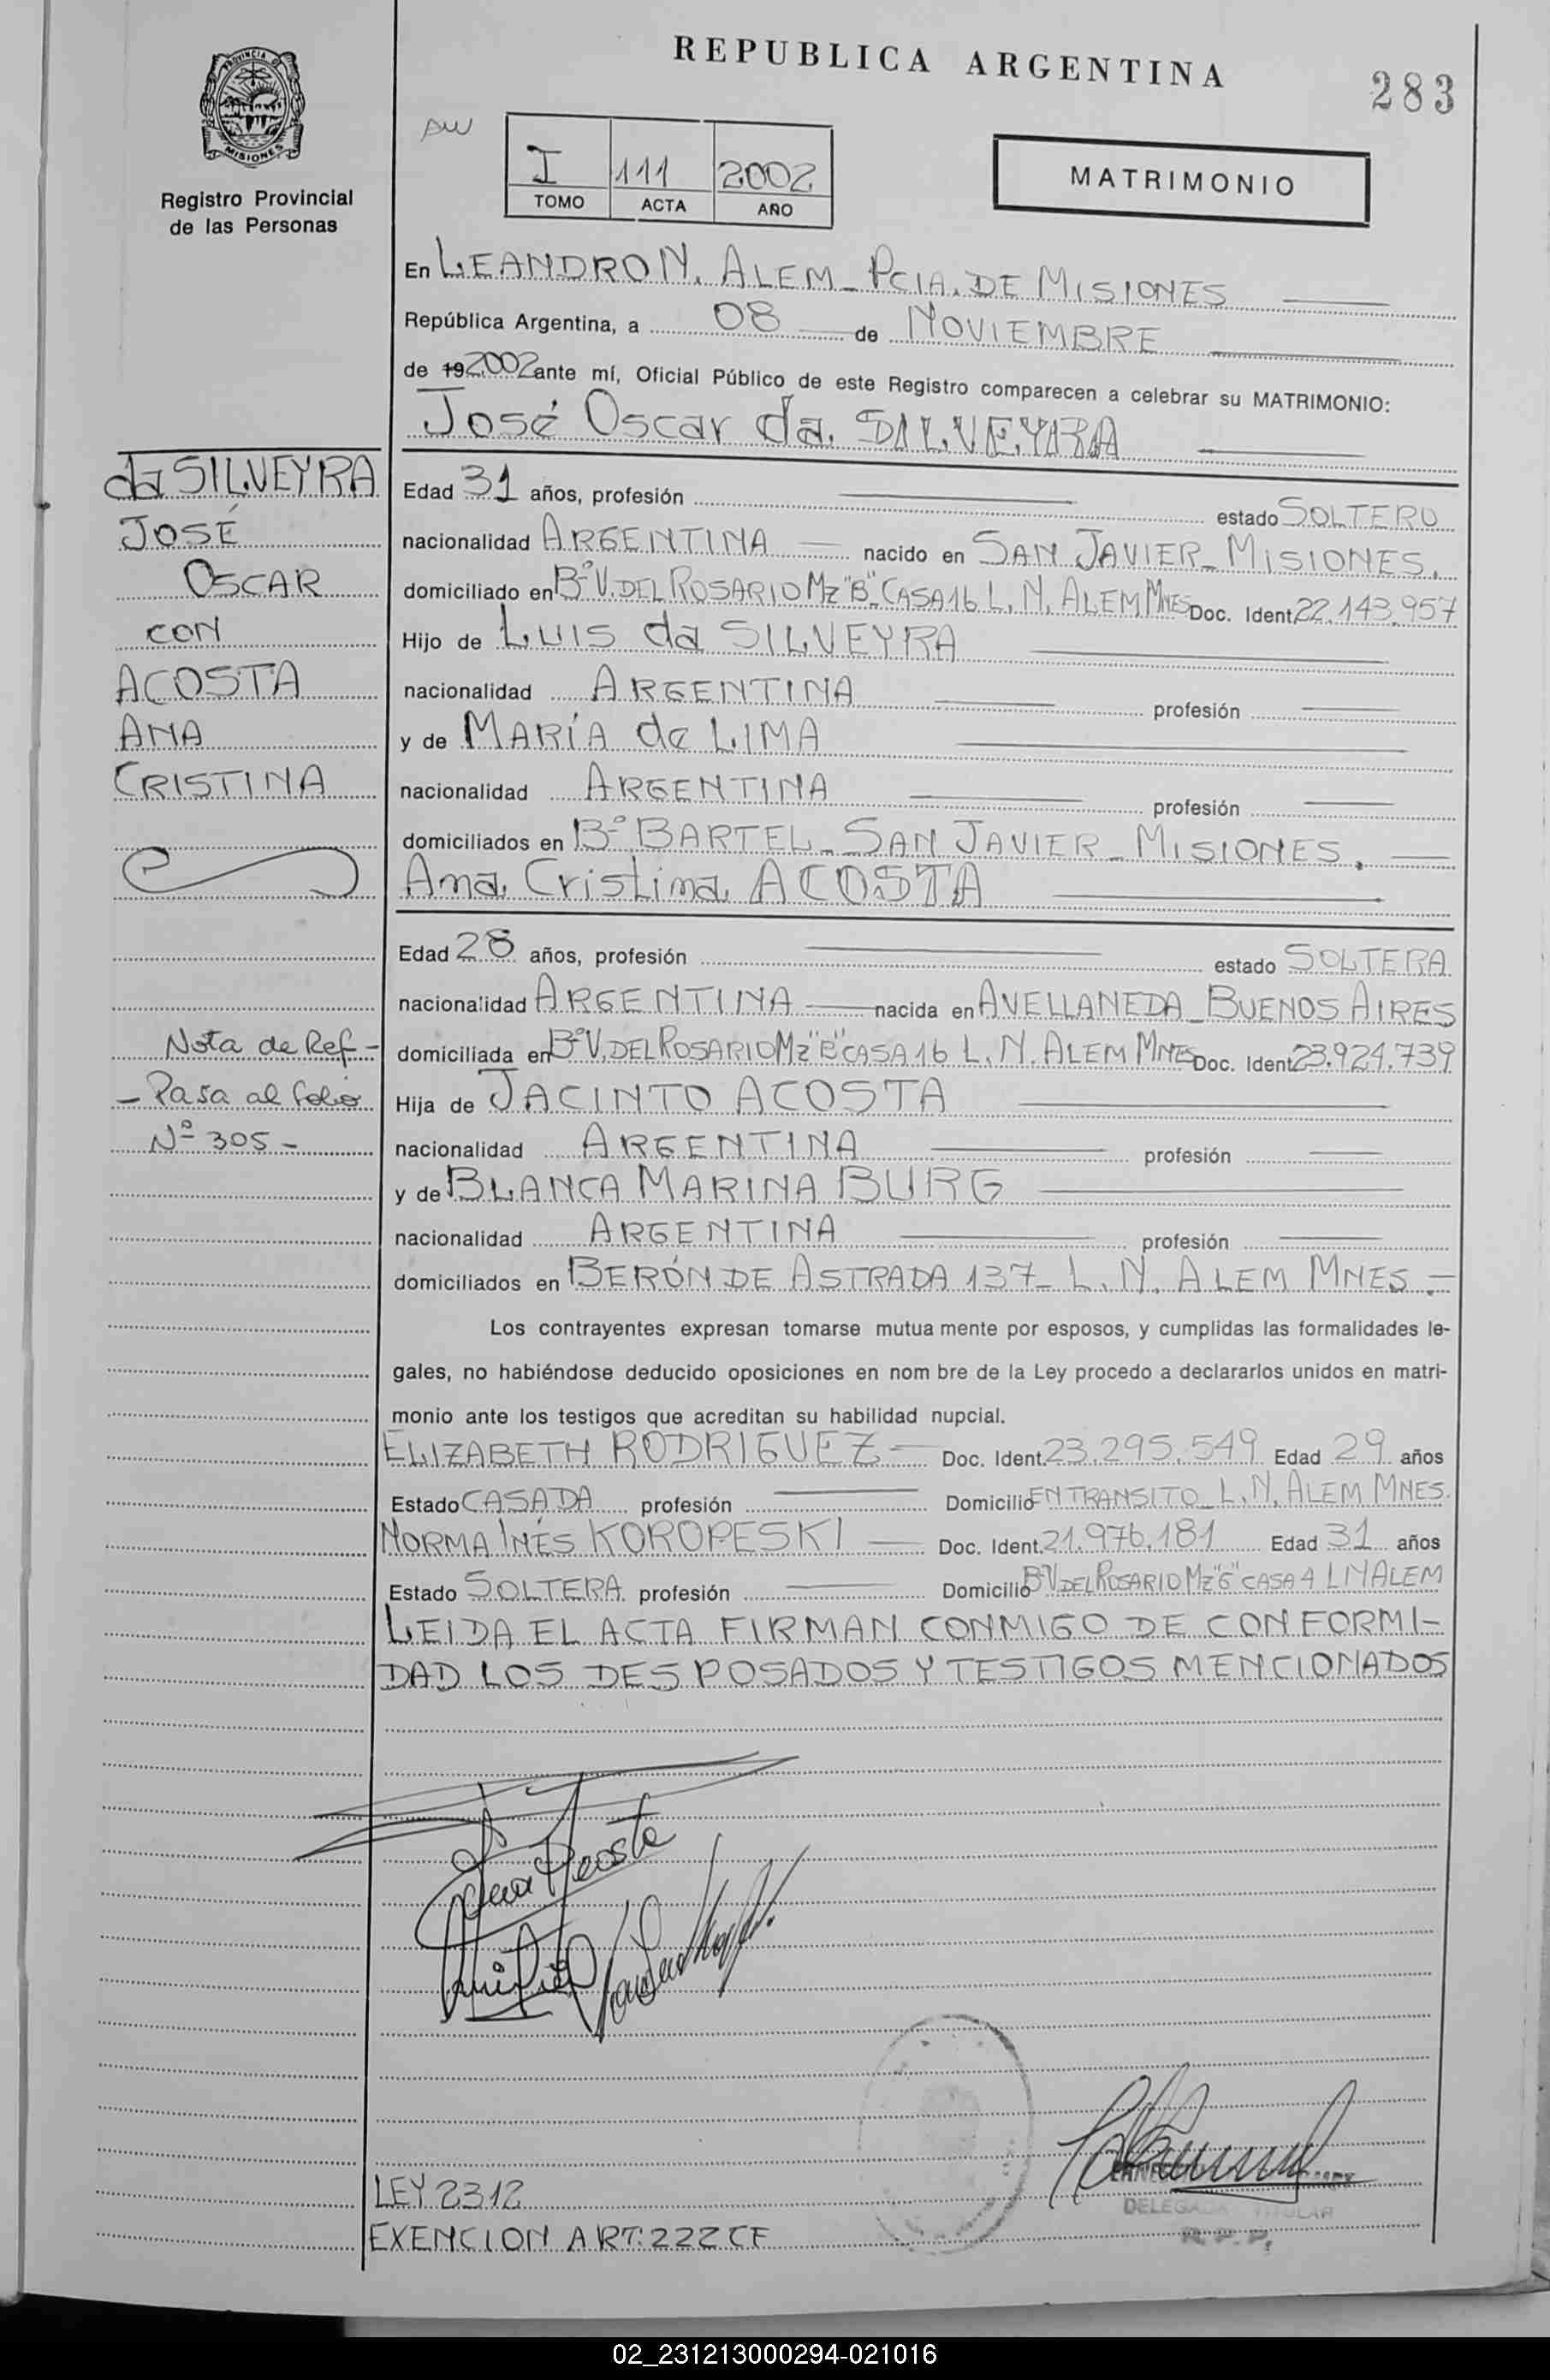 REPUBLICA ARGENTINA
283
PROVINCIA DE MISIONES
Registro Provincial
de las Personas
I 111 2002
TOMO ACTA AÑO
MATRIMONIO
En LEANDRO N. ALEM - PCIA. DE MISIONES
República Argentina, a 08 de NOVIEMBRE
de 19 2002 ante mí, Oficial Público de este Registro comparecen a celebrar su MATRIMONIO:
José Oscar da SILVEYRA
da SILVEYRA
JOSÉ
OSCAR
CON
ACOSTA
ANA
CRISTINA
Edad 31 años, profesión estado SOLTERO
nacionalidad ARGENTINA nacido en SAN JAVIER - MISIONES.
domiciliado en Bº V. DEL ROSARIO MZ "B" CASA 16 L. N. ALEM MNES Doc. Ident. 22.143.957
Hijo de LUIS da SILVEYRA
nacionalidad ARGENTINA profesión
y de MARÍA de LIMA
nacionalidad ARGENTINA profesión
domiciliados en Bº BARTEL - SAN JAVIER - MISIONES.
Ana Cristina ACOSTA
Edad 28 años, profesión estado SOLTERA
nacionalidad ARGENTINA nacida en AVELLANEDA - BUENOS AIRES
domiciliada en Bº V. DEL ROSARIO MZ "B" CASA 16 L. N. ALEM MNES Doc. Ident. 23.924.739
Hija de JACINTO ACOSTA
nacionalidad ARGENTINA profesión
y de BLANCA MARINA BURG
nacionalidad ARGENTINA profesión
domiciliados en BERÓN DE ASTRADA 137 - L. N. ALEM MNES -
Nota de Ref -
- Pasa al folio
Nº 305 -
Los contrayentes expresan tomarse mutua mente por esposos, y cumplidas las formalidades le-
gales, no habiéndose deducido oposiciones en nom bre de la Ley procedo a declararlos unidos en matri-
monio ante los testigos que acreditan su habilidad nupcial.
ELIZABETH RODRIGUEZ - Doc. Ident. 23.295.549 Edad 29 años
Estado CASADA profesión Domicilio EN TRANSITO - L. N. ALEM MNES.
NORMA INÉS KOROPESKI Doc. Ident. 21.976.181 Edad 31 años
Estado SOLTERA profesión Domicilio Bº V DEL ROSARIO MZ "G" CASA 4 L N ALEM
LEIDA EL ACTA FIRMAN CONMIGO DE CONFORMI-
DAD LOS DESPOSADOS Y TESTIGOS MENCIONADOS
Ana Acosta
DELEGADA TITULAR
R. P. P.
LEY 2312
EXENCION ART: 222 CF
02_231213000294-021016